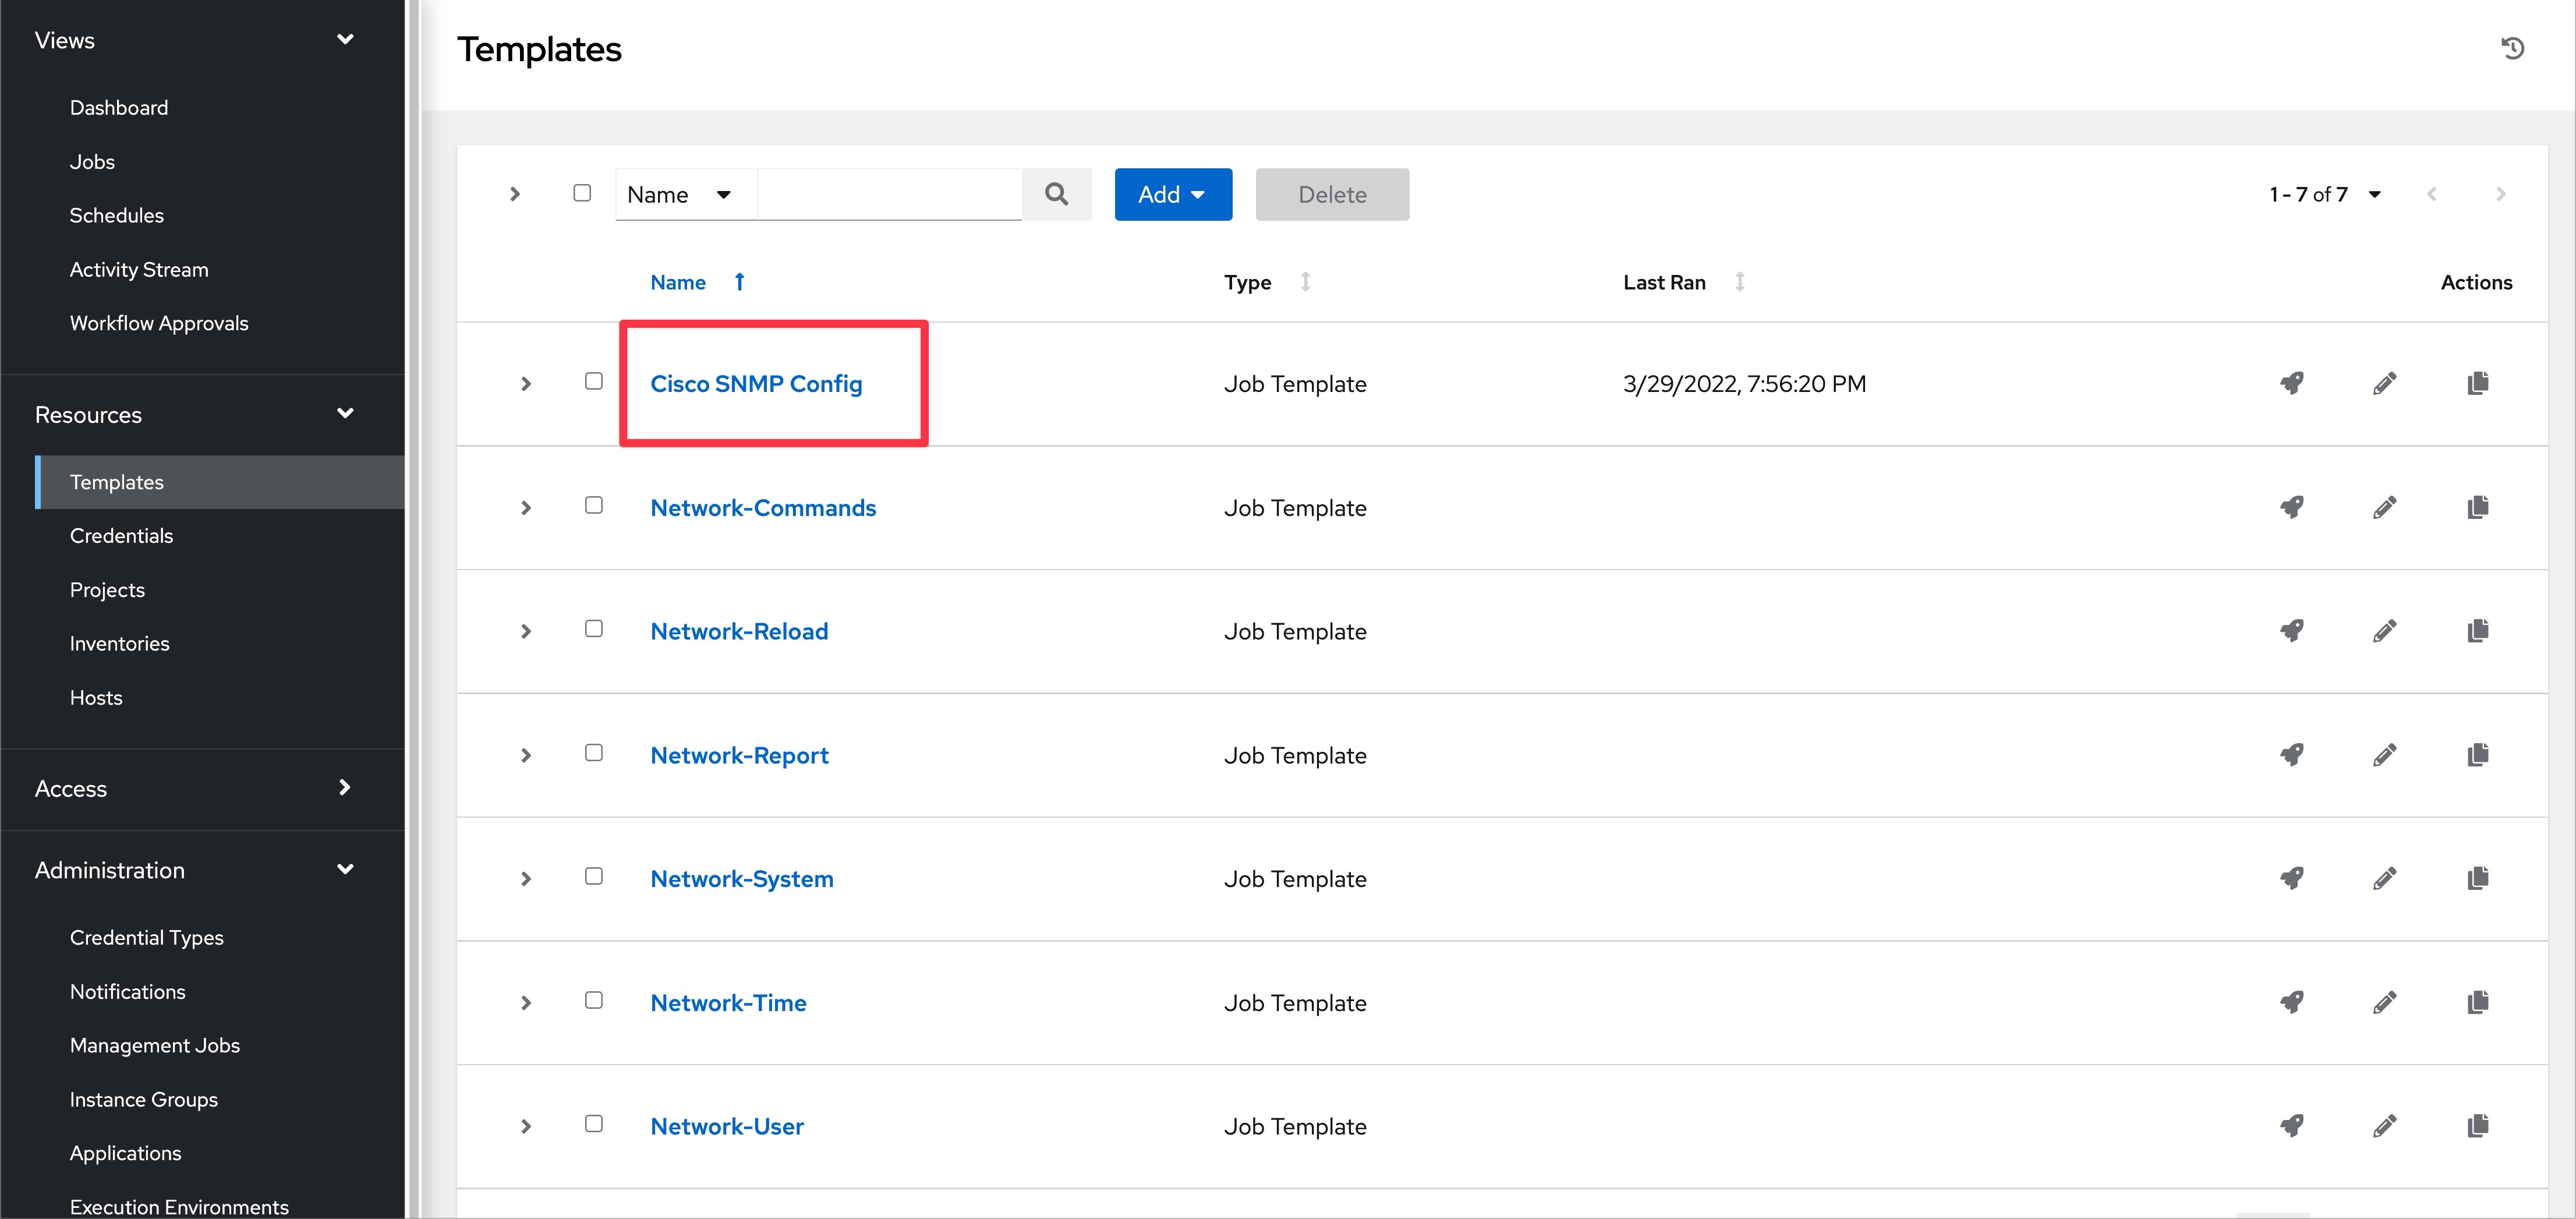 Views
Dashboard
Jobs
Schedules
Activity Stream
Workflow Approvals
Resources
Templates
Credentials
Projects
Inventories
Hosts
Access
Administration
Credential Types
Notifications
Management Jobs
Instance Groups
Applications
Execution Environments
Templates
Name Add Delete 1 - 7 of 7
Name Type Last Ran Actions
Cisco SNMP Config Job Template 3/29/2022, 7:56:20 PM
Network-Commands Job Template
Network-Reload Job Template
Network-Report Job Template
Network-System Job Template
Network-Time Job Template
Network-User Job Template